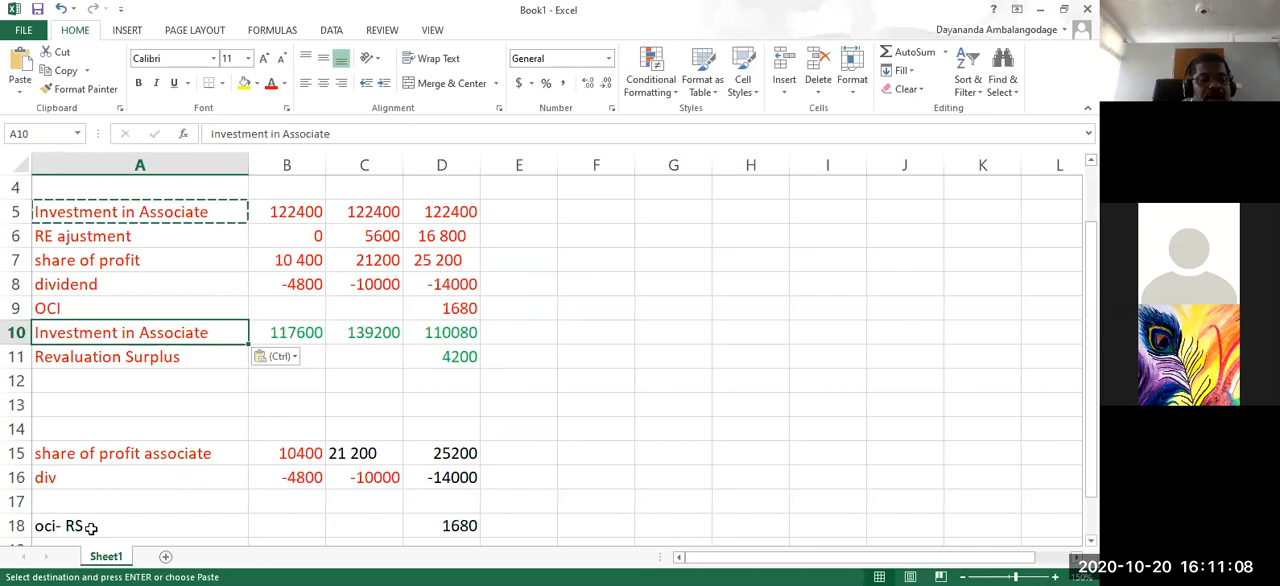 Book1 - Excel
FILE HOME INSERT PAGE LAYOUT FORMULAS DATA REVIEW VIEW Dayananda Ambalangodage
Paste Cut Copy Format Painter Clipboard
Calibri 11 B I U Font
Wrap Text Merge & Center Alignment
General $ % , Number
Conditional Formatting Format as Table Cell Styles Styles
Insert Delete Format Cells
AutoSum Fill Clear Sort & Filter Find & Select Editing
A10 fx Investment in Associate
A B C D E F G H I J K L
4
5 Investment in Associate 122400 122400 122400
6 RE ajustment 0 5600 16 800
7 share of profit 10 400 21200 25 200
8 dividend -4800 -10000 -14000
9 OCI 1680
10 Investment in Associate 117600 139200 110080
11 Revaluation Surplus (Ctrl) 4200
12
13
14
15 share of profit associate 10400 21 200 25200
16 div -4800 -10000 -14000
17
18 oci- RS 1680
Sheet1
Select destination and press ENTER or choose Paste
150%
2020-10-20 16:11:08